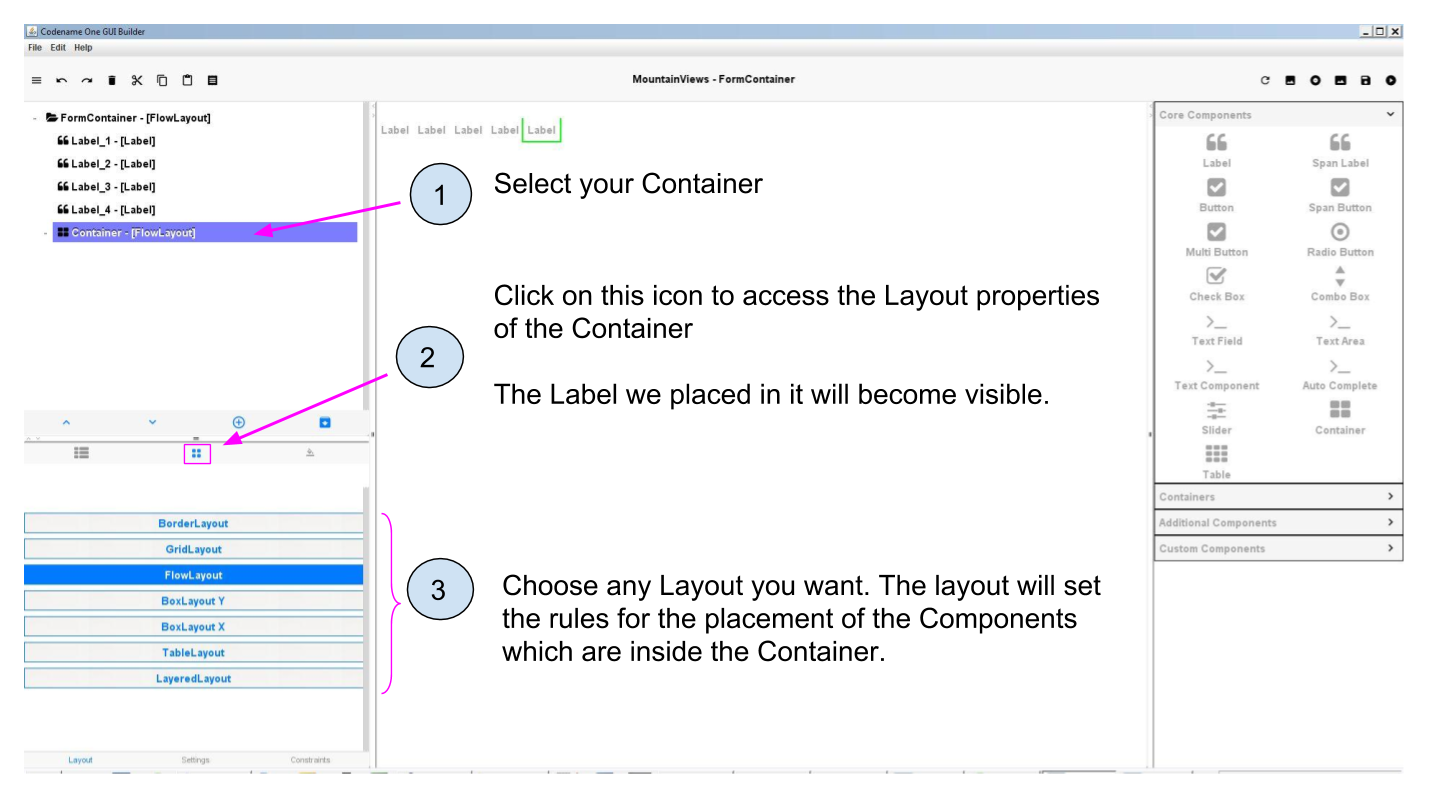 Codename One GUI Builder
File Edit Help
MountainViews - FormContainer
FormContainer - [FlowLayout]
Label_1 - [Label]
Label_2 - [Label]
Label_3 - [Label]
Label_4 - [Label]
Container - [FlowLayout]
Label Label Label Label Label
1
Select your Container
2
Click on this icon to access the Layout properties
of the Container
The Label we placed in it will become visible.
BorderLayout
GridLayout
FlowLayout
BoxLayout Y
BoxLayout X
TableLayout
LayeredLayout
3
Choose any Layout you want. The layout will set
the rules for the placement of the Components
which are inside the Container.
Layout Settings Constraints
Core Components
Label Span Label
Button Span Button
Multi Button Radio Button
Check Box Combo Box
Text Field Text Area
Text Component Auto Complete
Slider Container
Table
Containers
Additional Components
Custom Components